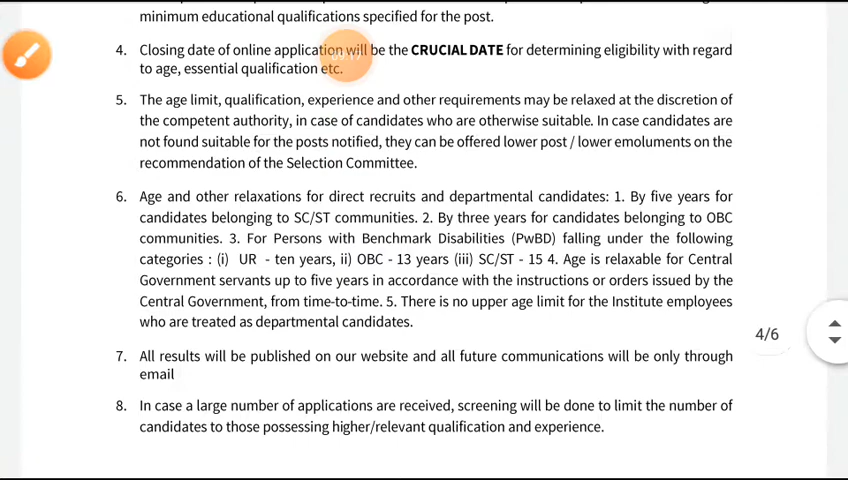 minimum educational qualifications specified for the post.
4. Closing date of online application will be the CRUCIAL DATE for determining eligibility with regard
to age, essential qualification etc.
5. The age limit, qualification, experience and other requirements may be relaxed at the discretion of
the competent authority, in case of candidates who are otherwise suitable. In case candidates are
not found suitable for the posts notified, they can be offered lower post / lower emoluments on the
recommendation of the Selection Committee.
6. Age and other relaxations for direct recruits and departmental candidates: 1. By five years for
candidates belonging to SC/ST communities. 2. By three years for candidates belonging to OBC
communities. 3. For Persons with Benchmark Disabilities (PwBD) falling under the following
categories : (i) UR - ten years, ii) OBC - 13 years (iii) SC/ST - 15 4. Age is relaxable for Central
Government servants up to five years in accordance with the instructions or orders issued by the
Central Government, from time-to-time. 5. There is no upper age limit for the Institute employees
who are treated as departmental candidates.
4/6
7. All results will be published on our website and all future communications will be only through
email
8. In case a large number of applications are received, screening will be done to limit the number of
candidates to those possessing higher/relevant qualification and experience.